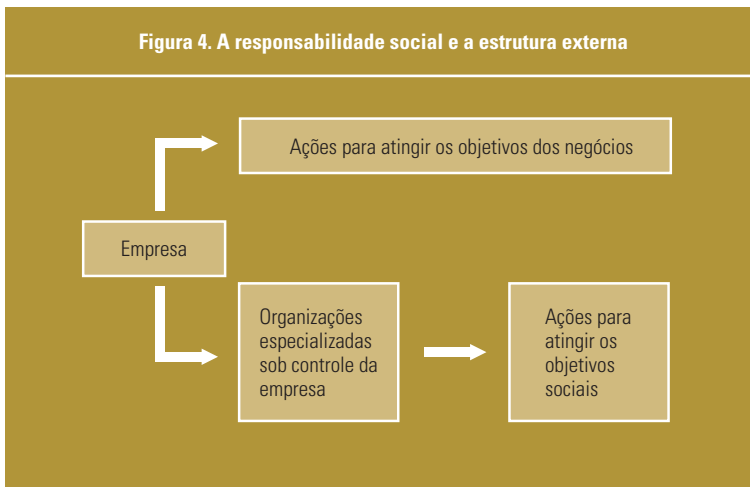 Figura 4. A responsabilidade social e a estrutura externa
Ações para atingir os objetivos dos negócios
Empresa
Organizações
especializadas
sob controle da
empresa
Ações para
atingir os
objetivos
sociais